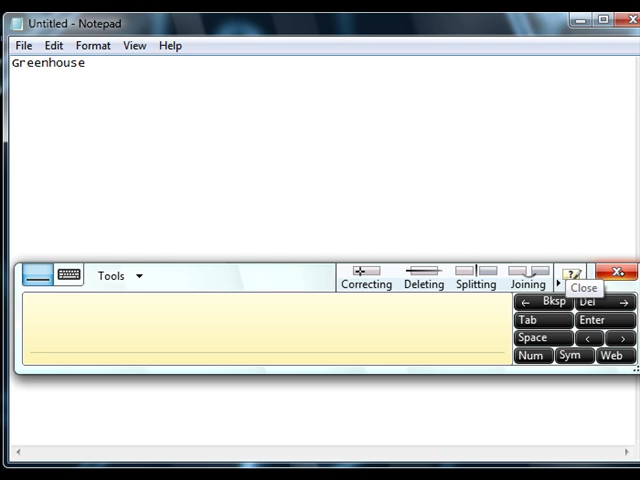 Untitled - Notepad
File Edit Format View Help
Greenhouse
Tools
Correcting Deleting Splitting Joining
Close
← Bksp Del →
Tab Enter
Space < >
Num Sym Web